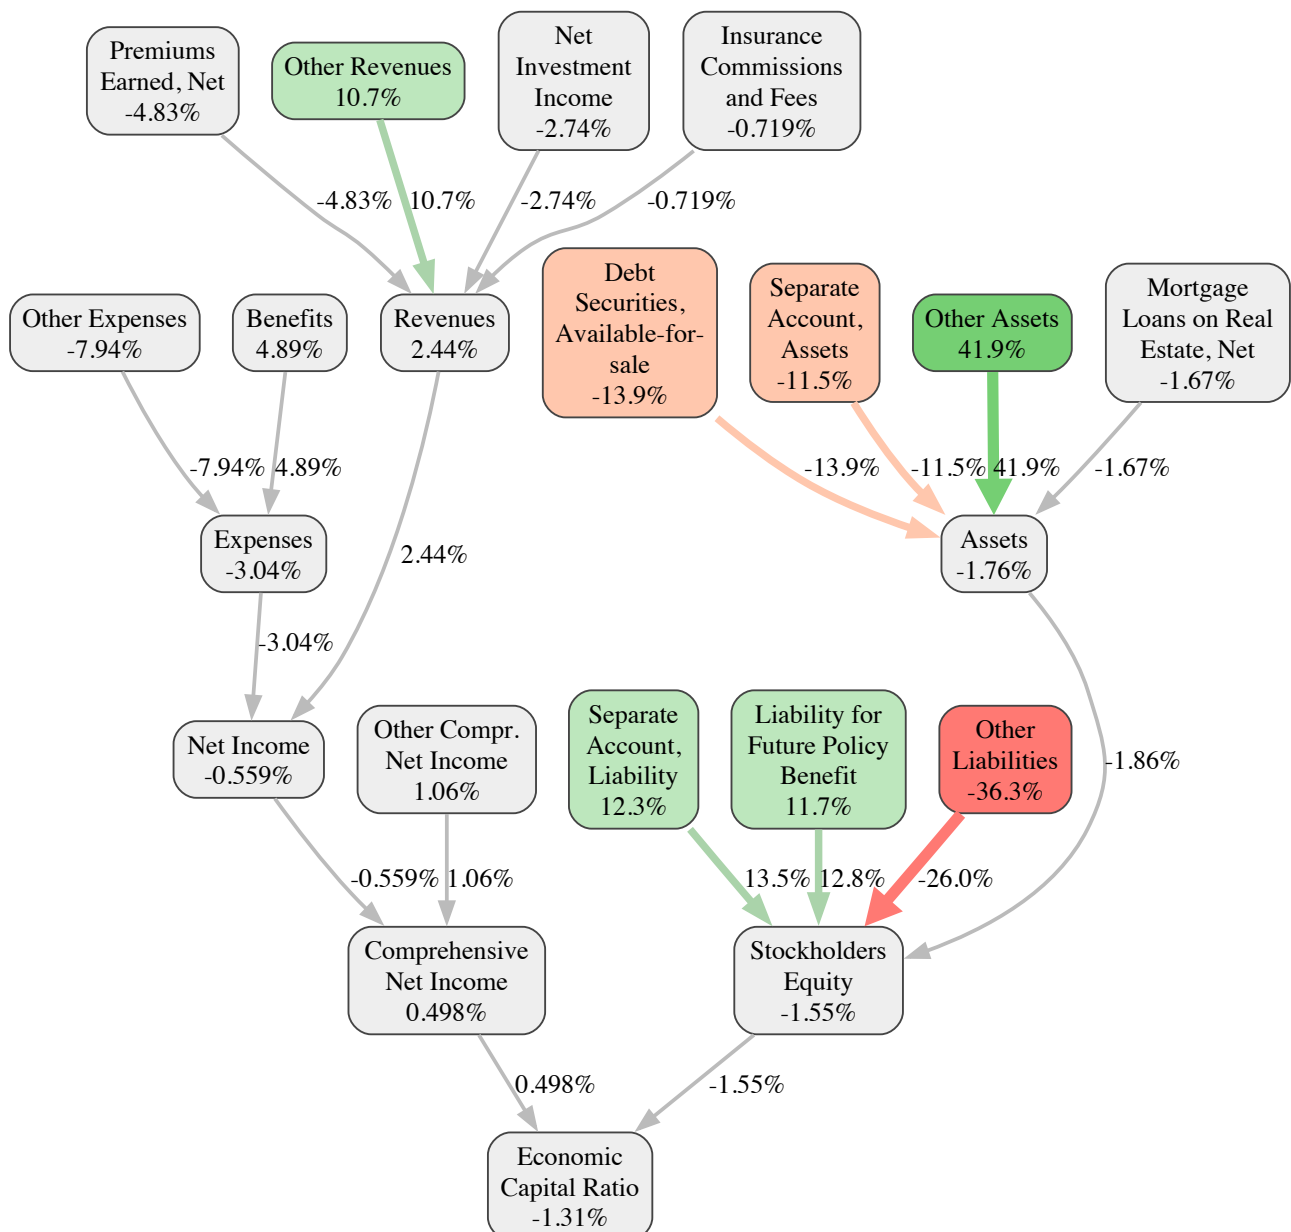 Premiums
Earned, Net
-4.83%
Other Revenues
10.7%
Net
Investment
Income
-2.74%
Insurance
Commissions
and Fees
-0.719%
-4.83%
10.7%
-2.74%
-0.719%
Other Expenses
-7.94%
Benefits
4.89%
Revenues
2.44%
Debt
Securities,
Available-for-
sale
-13.9%
Separate
Account,
Assets
-11.5%
Other Assets
41.9%
Mortgage
Loans on Real
Estate, Net
-1.67%
-7.94%
4.89%
-13.9%
-11.5%
41.9%
-1.67%
Expenses
-3.04%
2.44%
Assets
-1.76%
-3.04%
Net Income
-0.559%
Other Compr.
Net Income
1.06%
Separate
Account,
Liability
12.3%
Liability for
Future Policy
Benefit
11.7%
Other
Liabilities
-36.3%
-1.86%
-0.559%
1.06%
13.5%
12.8%
-26.0%
Comprehensive
Net Income
0.498%
Stockholders
Equity
-1.55%
0.498%
-1.55%
Economic
Capital Ratio
-1.31%